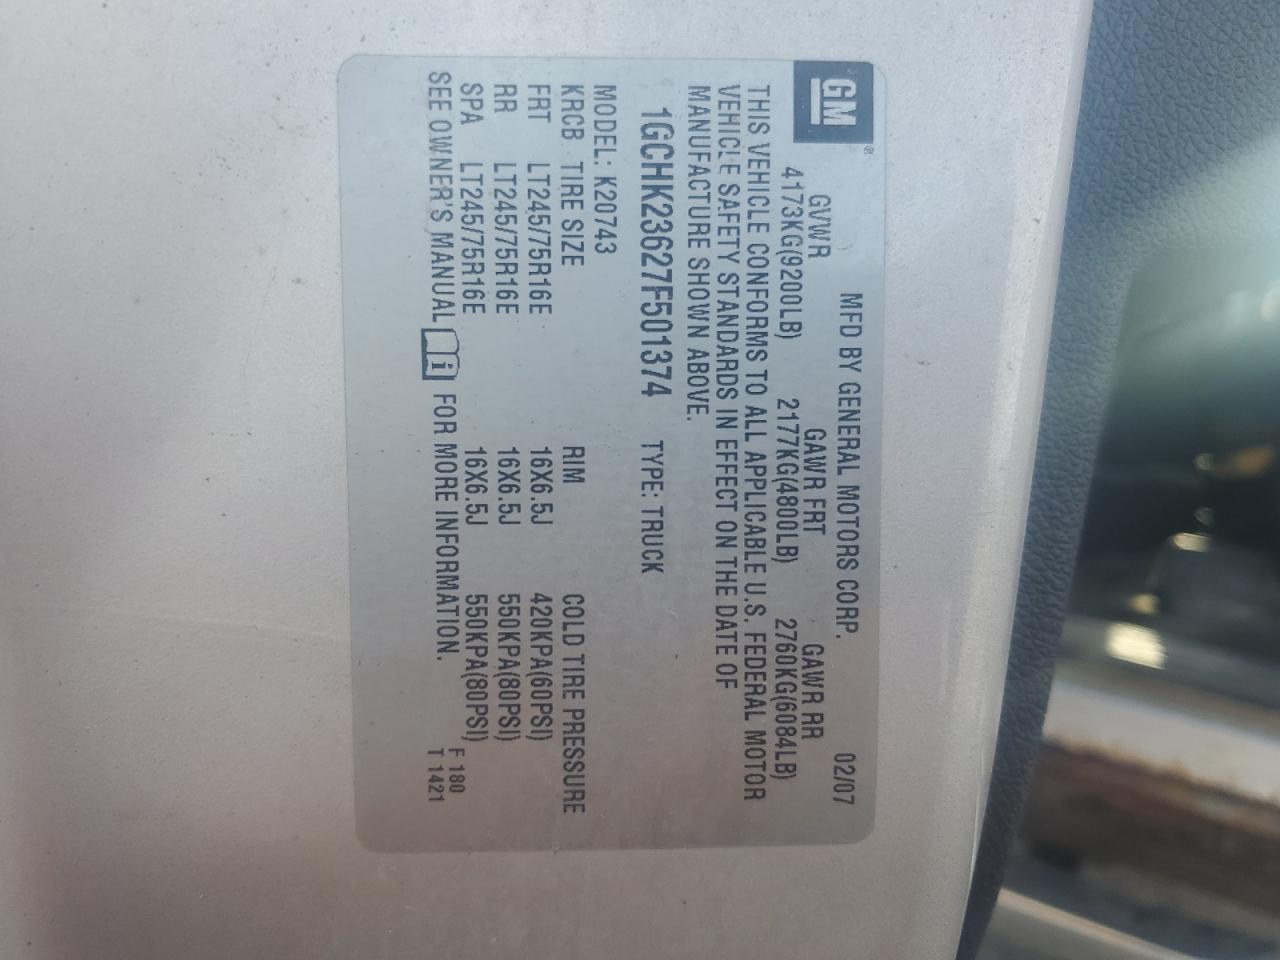 GM®
MFD BY GENERAL MOTORS CORP. 02/07
GVWR GAWR FRT GAWR RR
4173KG(9200LB) 2177KG(4800LB) 2760KG(6084LB)
THIS VEHICLE CONFORMS TO ALL APPLICABLE U.S. FEDERAL MOTOR
VEHICLE SAFETY STANDARDS IN EFFECT ON THE DATE OF
MANUFACTURE SHOWN ABOVE.
1GCHK23627F501374 TYPE: TRUCK
MODEL: K20743
KRCB TIRE SIZE RIM COLD TIRE PRESSURE
FRT LT245/75R16E 16X6.5J 420KPA(60PSI)
RR LT245/75R16E 16X6.5J 550KPA(80PSI)
SPA LT245/75R16E 16X6.5J 550KPA(80PSI)
SEE OWNER'S MANUAL i FOR MORE INFORMATION.
F 180
T 1421